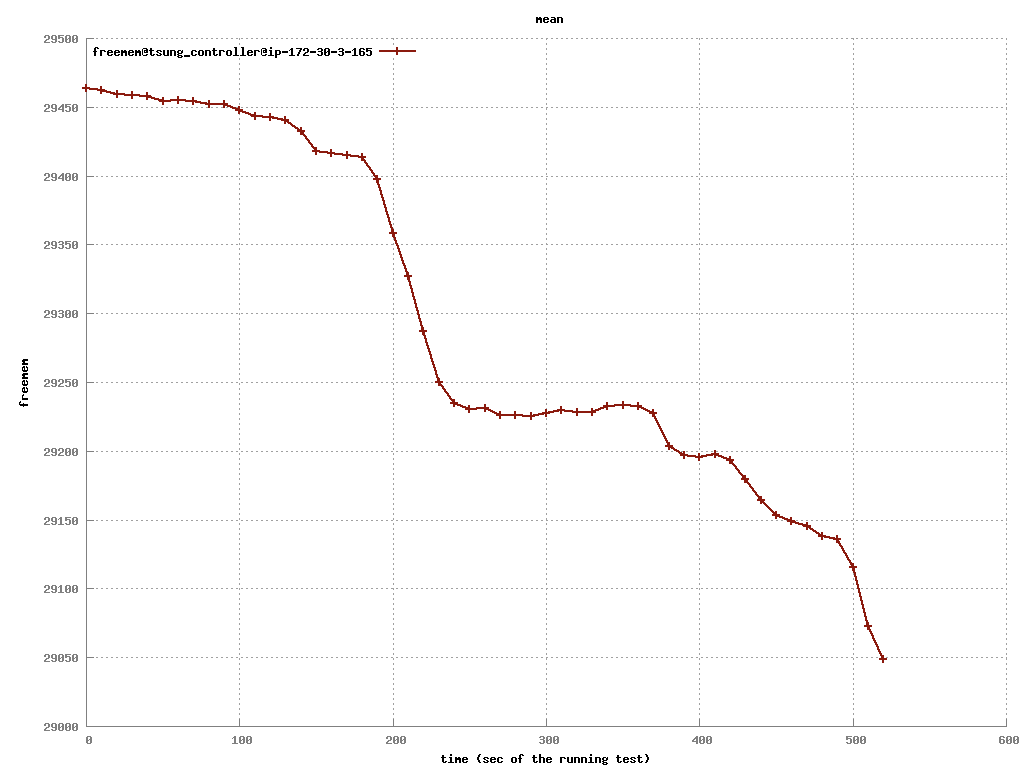 mean
29500
freemem@tsung_controller@ip-172-30-3-165
29450
29400
29350
29300
29250
29200
29150
29100
29050
29000
freemem
0 100 200 300 400 500 600
time (sec of the running test)